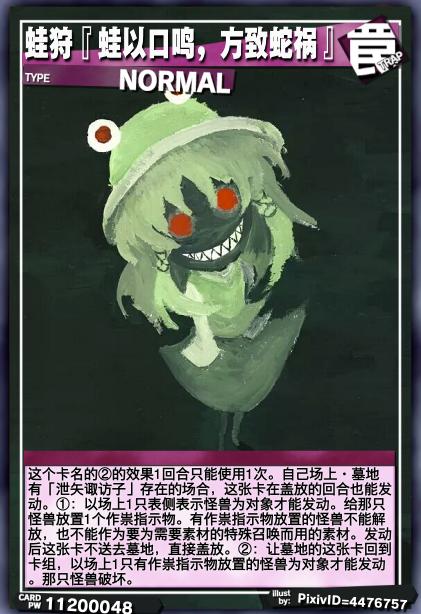 蛙狩『蛙以口鸣，方致蛇祸』
TRAP
TYPE
NORMAL
这个卡名的②的效果1回合只能使用1次。自己场上·墓地
有「泄矢诹访子」存在的场合，这张卡在盖放的回合也能发
动。①：以场上1只表侧表示怪兽为对象才能发动。给那只
怪兽放置1个作祟指示物。有作祟指示物放置的怪兽不能解
放，也不能作为要为需要素材的特殊召唤而用的素材。发动
后这张卡不送去墓地，直接盖放。②：让墓地的这张卡回到
卡组，以场上1只有作祟指示物放置的怪兽为对象才能发动
。那只怪兽破坏。
CARD
PW 11200048
illust
by: PixivID=4476757